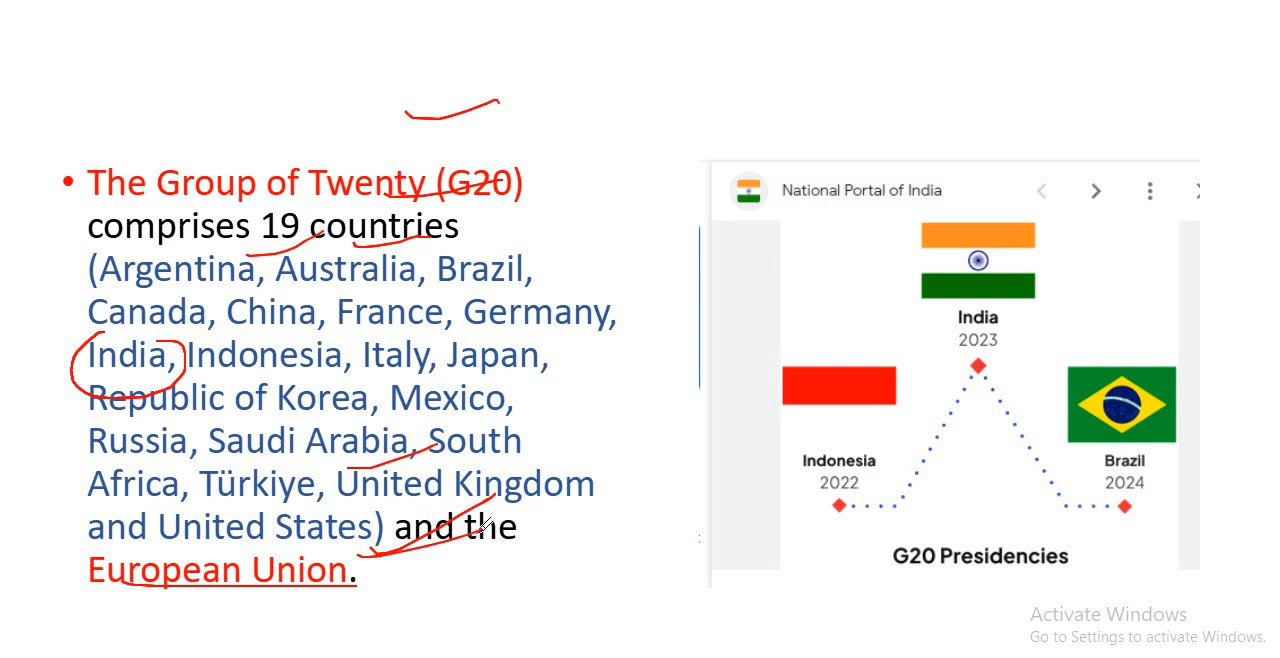 • The Group of Twenty (G20)
comprises 19 countries
(Argentina, Australia, Brazil,
Canada, China, France, Germany,
India, Indonesia, Italy, Japan,
Republic of Korea, Mexico,
Russia, Saudi Arabia, South
Africa, Türkiye, United Kingdom
and United States) and the
European Union.
National Portal of India
India
2023
Indonesia
2022
Brazil
2024
G20 Presidencies
Activate Windows
Go to Settings to activate Windows.